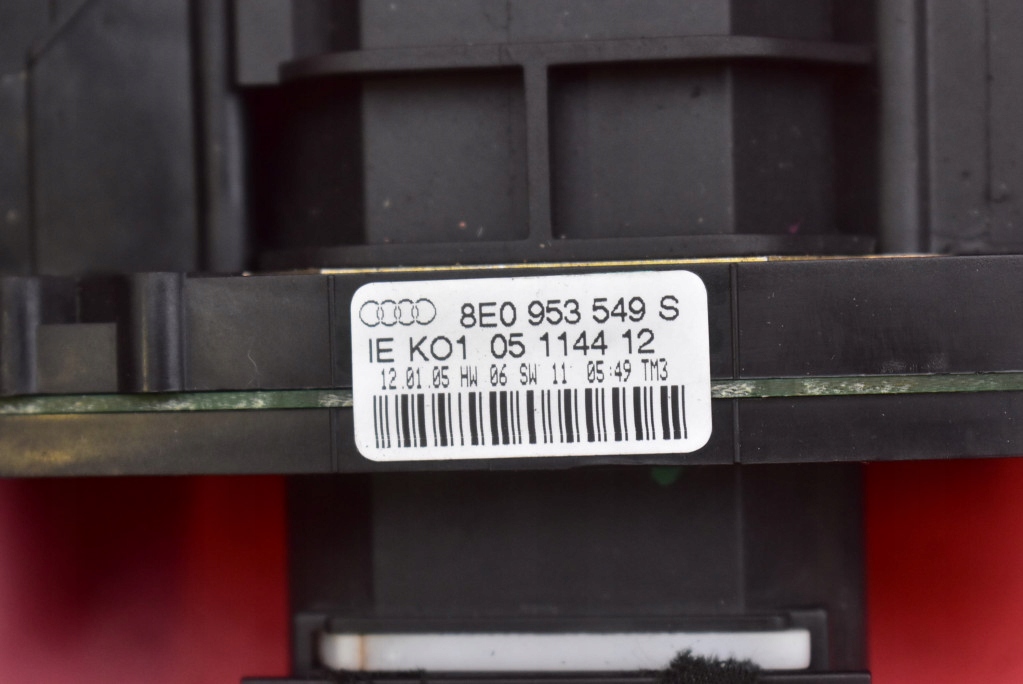 8E0 953 549 S
IE KO1 05 1144 12
12.01.05 HW 06 SW 11 05:49 TM3